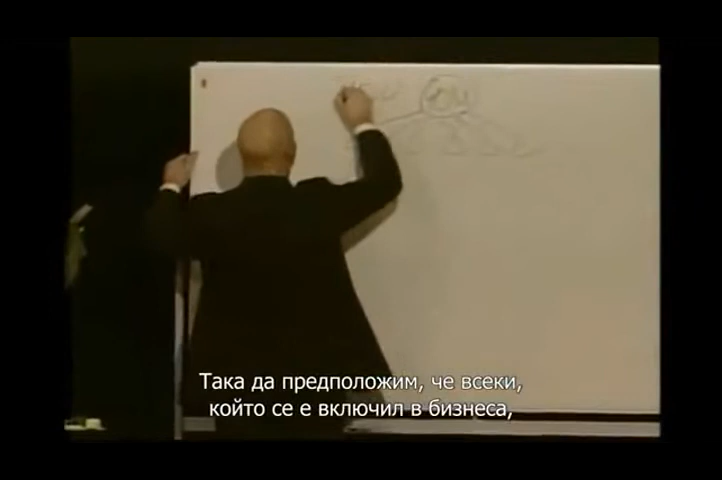 Така да предположим, че всеки,
който се е включил в бизнеса,